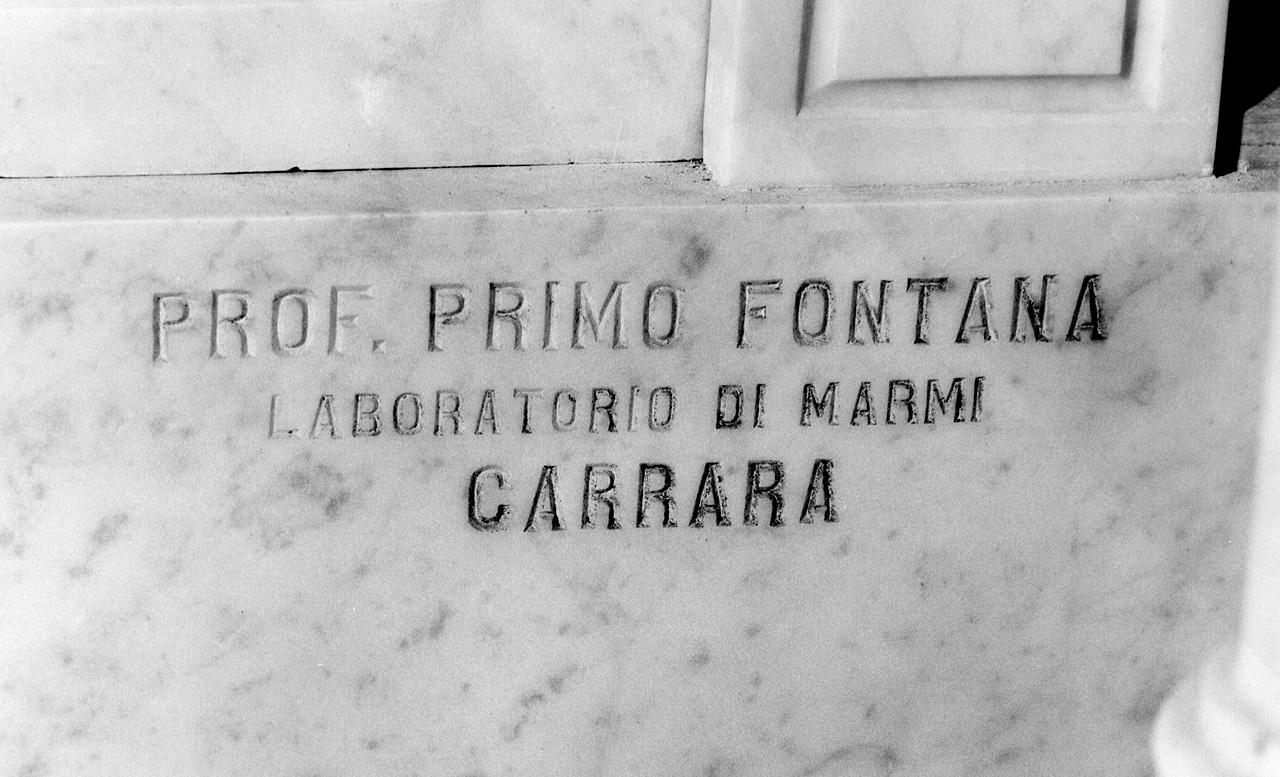 PROF. PRIMO FONTANA
LABORATORIO DI MARMI
CARRARA